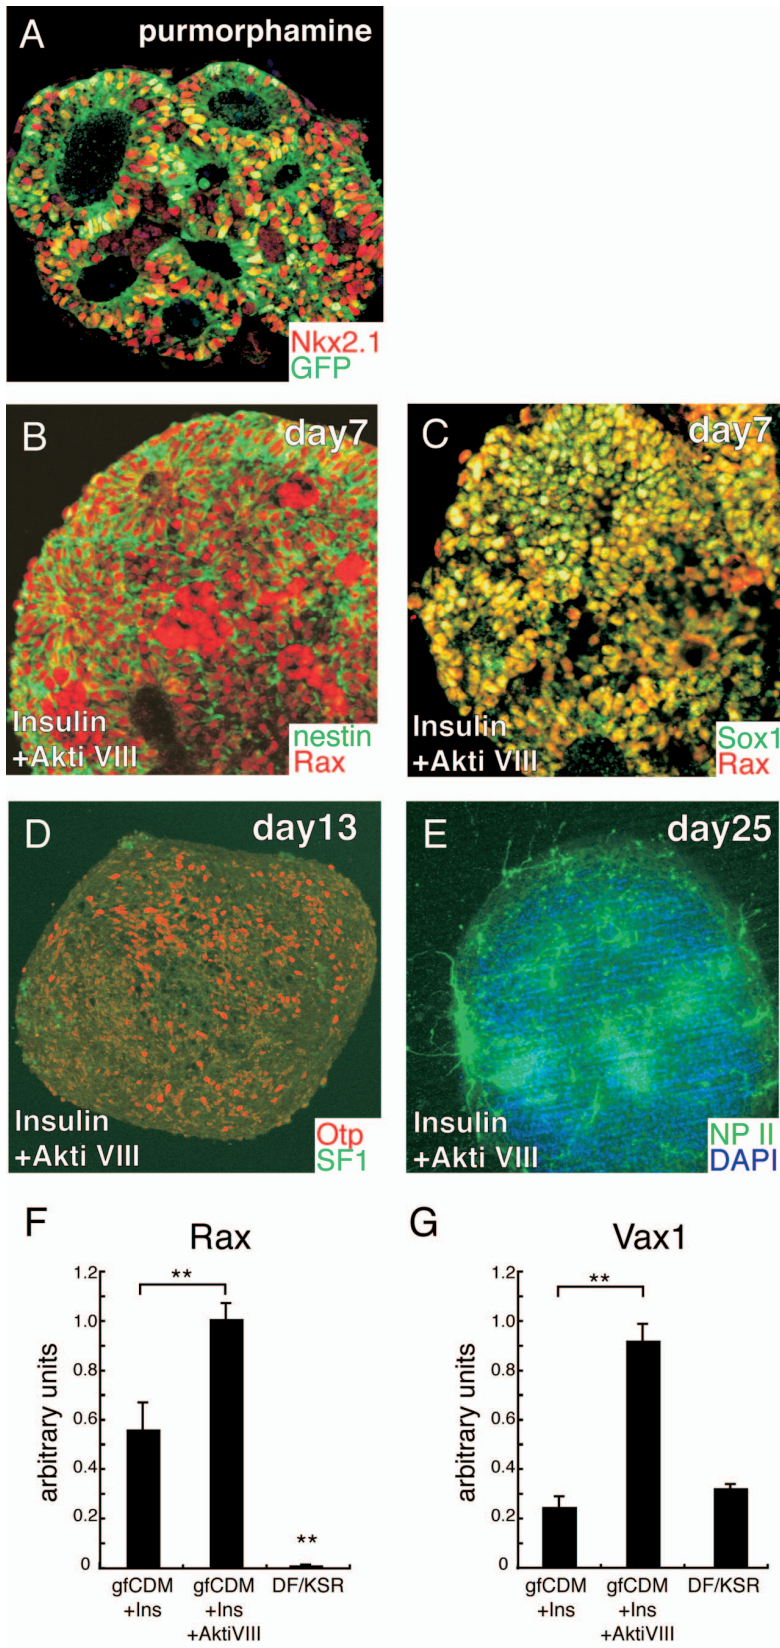 A
purmorphamine
Nkx2.1
GFP
B
day7
Insulin
+Akti VIII
nestin
Rax
C
day7
Insulin
+Akti VIII
Sox1
Rax
D
day13
Insulin
+Akti VIII
Otp
SF1
E
day25
Insulin
+Akti VIII
NP II
DAPI
F
Rax
arbitrary units
1.2
1.0
0.8
0.6
0.4
0.2
0
**
**
gfCDM
+Ins
gfCDM
+Ins
+AktiVIII
DF/KSR
G
Vax1
arbitrary units
1.2
1.0
0.8
0.6
0.4
0.2
0
**
gfCDM
+Ins
gfCDM
+Ins
+AktiVIII
DF/KSR